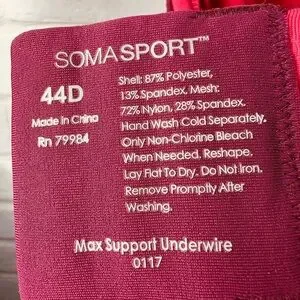 SOMASPORT™
44D
Made in China
Rn 79984
Shell: 87% Polyester,
13% Spandex. Mesh:
72% Nylon, 28% Spandex.
Hand Wash Cold Separately.
Only Non-Chlorine Bleach
When Needed. Reshape.
Lay Flat To Dry. Do Not Iron.
Remove Promptly After
Washing.
Max Support Underwire
0117